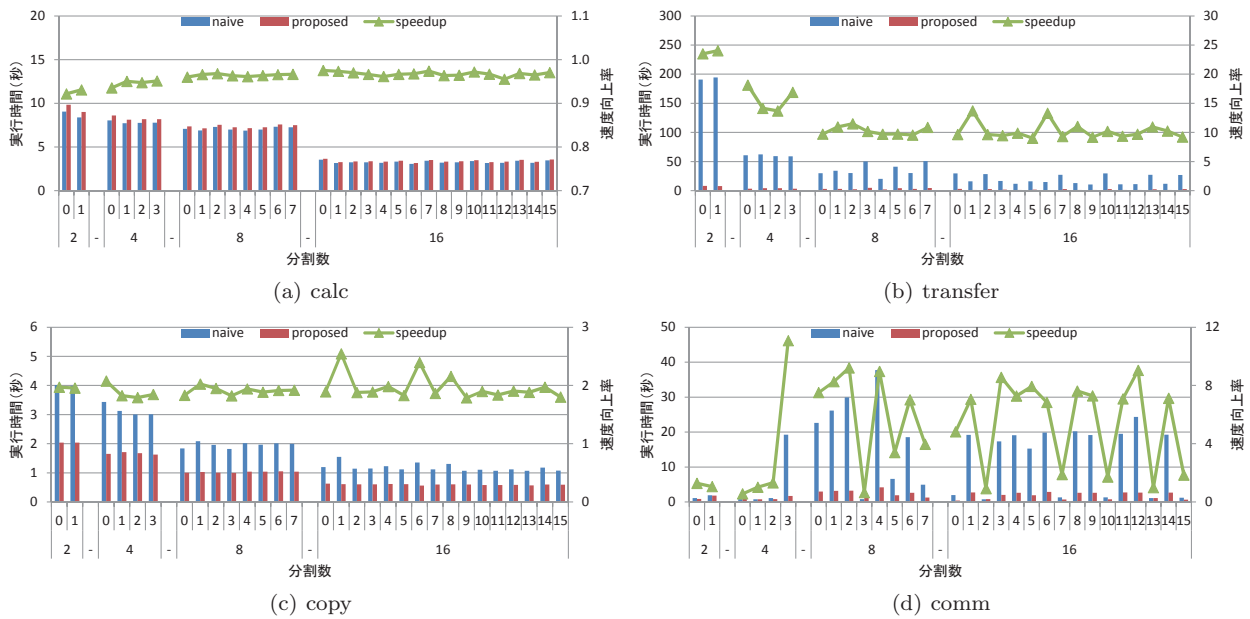 naive proposed speedup
20 15 10 5 0
実行時間(秒)
1.1 1.0 0.9 0.8 0.7
速度向上率
0 1 0 1 2 3 0 1 2 3 4 5 6 7 0 1 2 3 4 5 6 7 8 9 10 11 12 13 14 15
2 - 4 - 8 - 16
分割数
(a) calc
naive proposed speedup
300 250 200 150 100 50 0
実行時間(秒)
30 25 20 15 10 5 0
速度向上率
0 1 0 1 2 3 0 1 2 3 4 5 6 7 0 1 2 3 4 5 6 7 8 9 10 11 12 13 14 15
2 - 4 - 8 - 16
分割数
(b) transfer
naive proposed speedup
6 5 4 3 2 1 0
実行時間(秒)
3 2 1 0
速度向上率
0 1 0 1 2 3 0 1 2 3 4 5 6 7 0 1 2 3 4 5 6 7 8 9 10 11 12 13 14 15
2 - 4 - 8 - 16
分割数
(c) copy
naive proposed speedup
50 40 30 20 10 0
実行時間(秒)
12 8 4 0
速度向上率
0 1 0 1 2 3 0 1 2 3 4 5 6 7 0 1 2 3 4 5 6 7 8 9 10 11 12 13 14 15
2 - 4 - 8 - 16
分割数
(d) comm